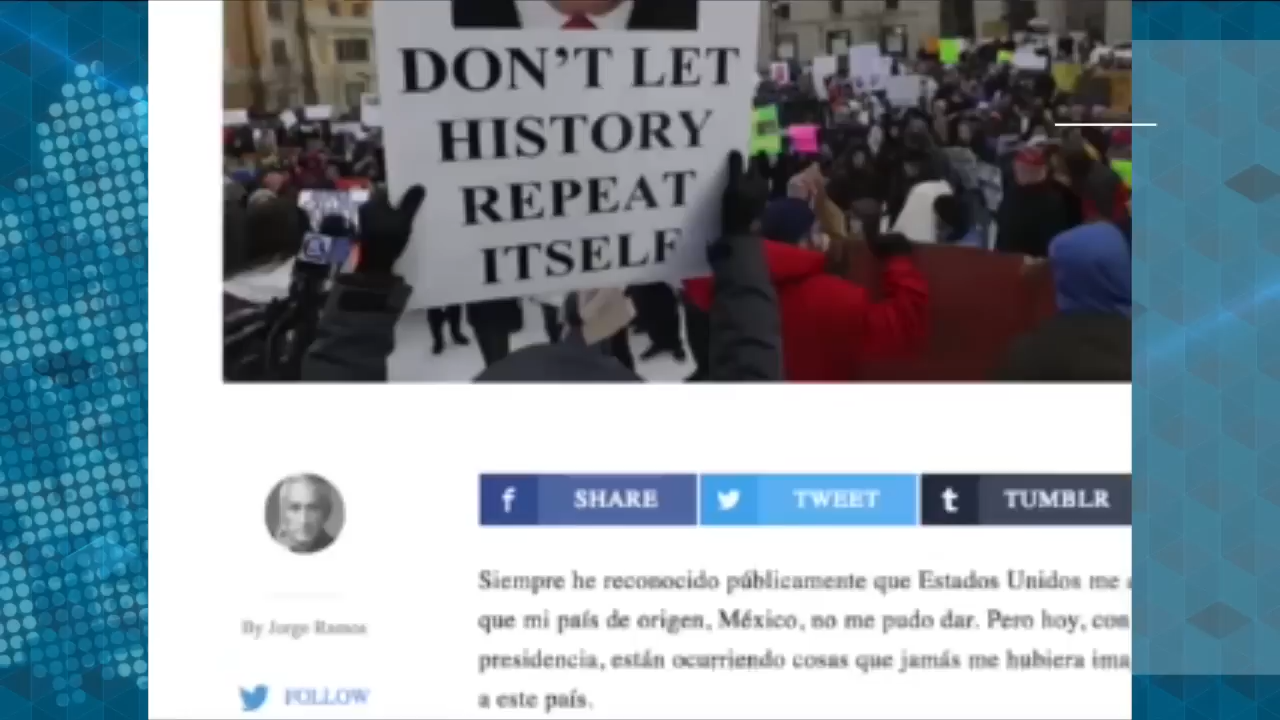 DON'T LET
HISTORY
REPEAT
ITSELF
f SHARE
TWEET
t TUMBLR
Siempre he reconocido públicamente que Estados Unidos me
que mi país de origen, México, no me pudo dar. Pero hoy, con
presidencia, están ocurriendo cosas que jamás me hubiera ima
a este país.
By Jorge Ramos
FOLLOW